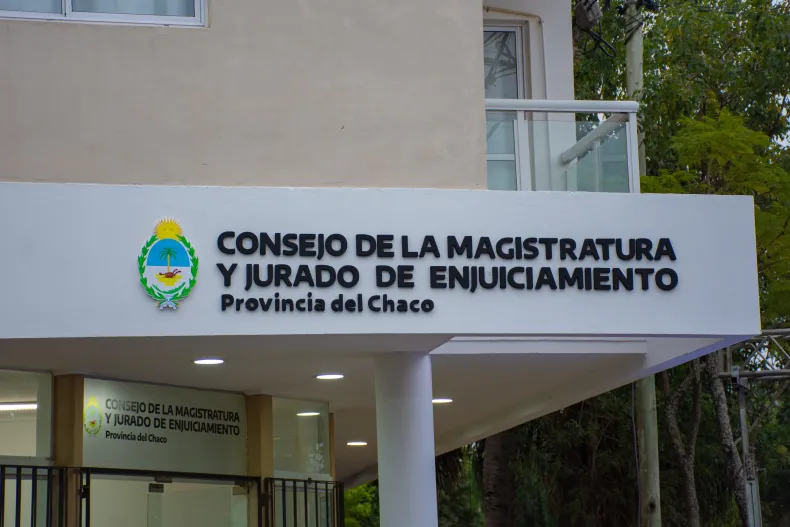 CONSEJO DE LA MAGISTRATURA
Y JURADO DE ENJUICIAMIENTO
Provincia del Chaco
CONSEJO DE LA MAGISTRATURA
Y JURADO DE ENJUICIAMIENTO
Provincia del Chaco